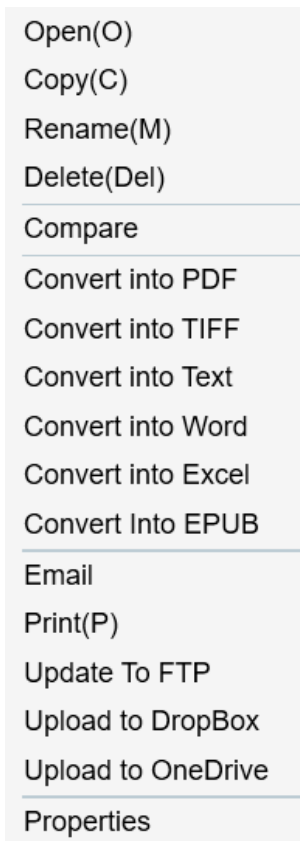 Open(O)
Copy(C)
Rename(M)
Delete(Del)
Compare
Convert into PDF
Convert into TIFF
Convert into Text
Convert into Word
Convert into Excel
Convert Into EPUB
Email
Print(P)
Update To FTP
Upload to DropBox
Upload to OneDrive
Properties